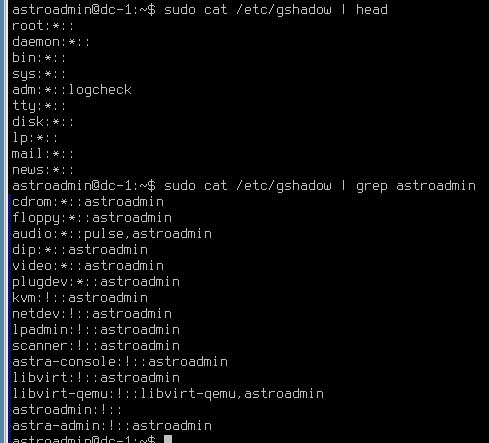 astroadmin@dc-1:~$ sudo cat /etc/gshadow | head
root:*::
daemon:*::
bin:*::
sys:*::
adm:*::logcheck
tty:*::
disk:*::
lp:*::
mail:*::
news:*::
astroadmin@dc-1:~$ sudo cat /etc/gshadow | grep astroadmin
cdrom:*::astroadmin
floppy:*::astroadmin
audio:*::pulse,astroadmin
dip:*::astroadmin
video:*::astroadmin
plugdev:*::astroadmin
kvm:!::astroadmin
netdev:!::astroadmin
lpadmin:!::astroadmin
scanner:!::astroadmin
astra-console:!::astroadmin
libvirt:!::astroadmin
libvirt-qemu:!::libvirt-qemu,astroadmin
astroadmin:!::
astra-admin:!::astroadmin
astroadmin@dc-1:~$